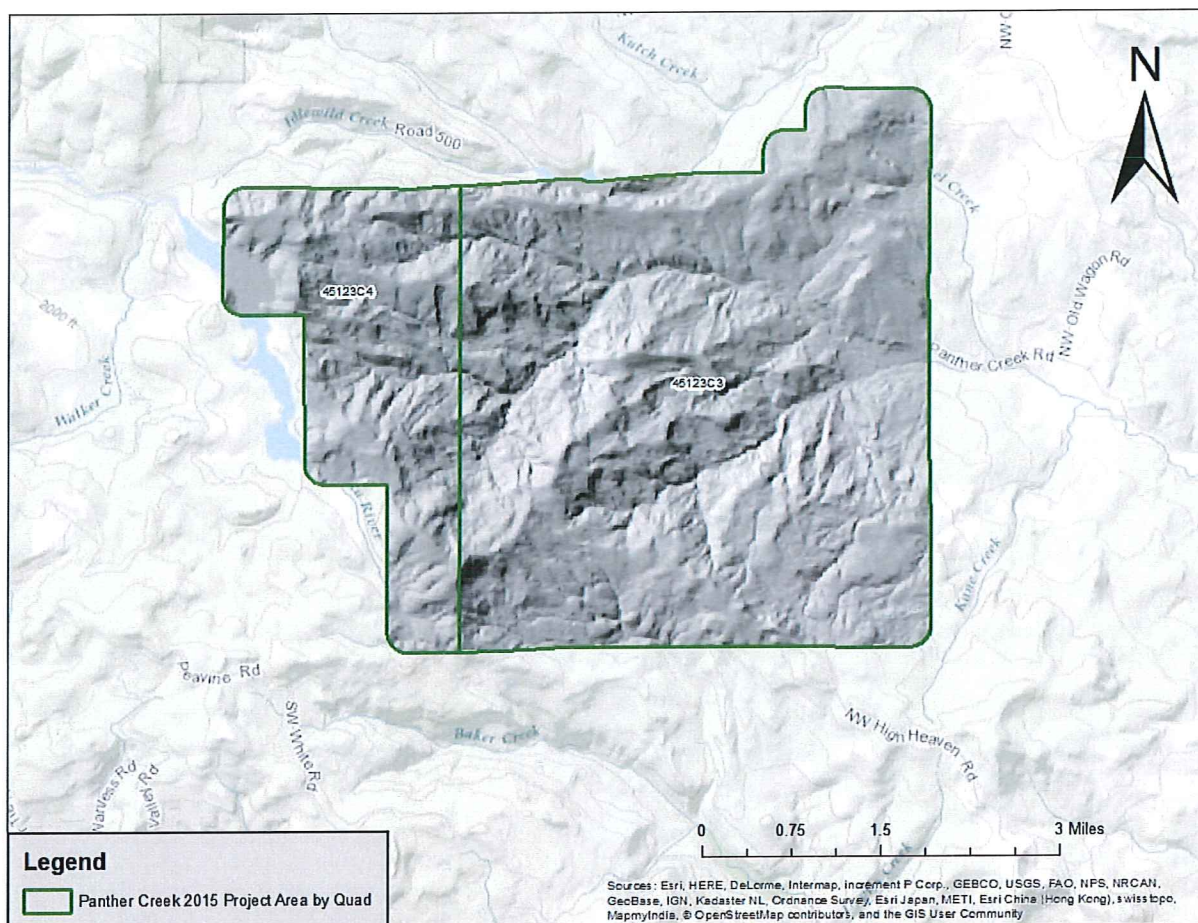 Kutch Creek
NW
N
Idlewild Creek
Road 500
el Creek
NW Old Wagon Rd
45123C4
2000 ft
Panther Creek Rd
45123C3
Walker Creek
River
Kane Creek
Peavine Rd
NW High Heaven Rd
SW White Rd
Baker Creek
Narvess Rd
Valley Rd
Creek
0 0.75 1.5 3 Miles
Legend
Panther Creek 2015 Project Area by Quad
Sources: Esri, HERE, DeLorme, Intermap, increment P Corp., GEBCO, USGS, FAO, NPS, NRCAN,
GeoBase, IGN, Kadaster NL, Ordnance Survey, Esri Japan, METI, Esri China (Hong Kong), swisstopo,
MapmyIndia, © OpenStreetMap contributors, and the GIS User Community